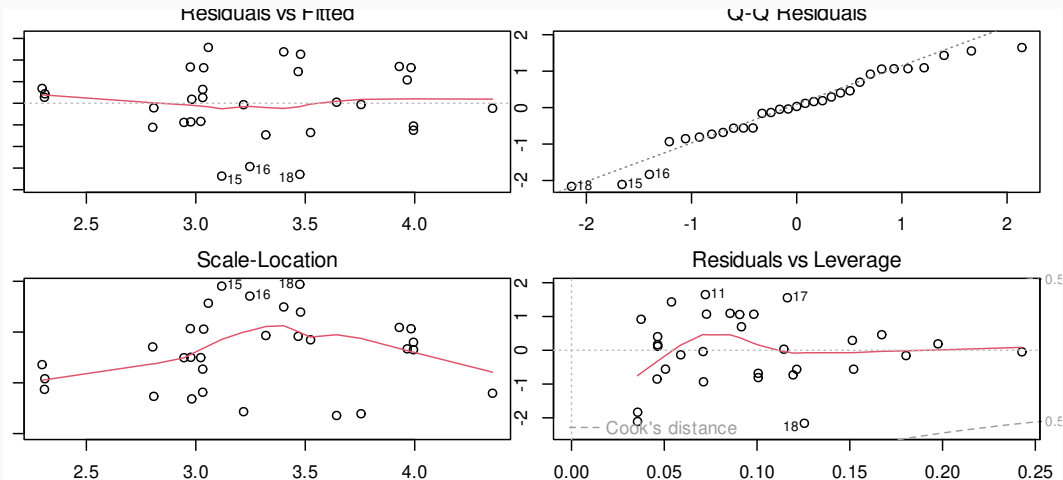 Residuals vs Fitted
15
16
18
2.5 3.0 3.5 4.0
Q-Q Residuals
2
1
0
-1
-2
18
15
16
-2 -1 0 1 2
Scale-Location
15
16
18
2.5 3.0 3.5 4.0
Residuals vs Leverage
2
1
0
-1
-2
11
17
18
Cook's distance
0.5
0.5
0.00 0.05 0.10 0.15 0.20 0.25